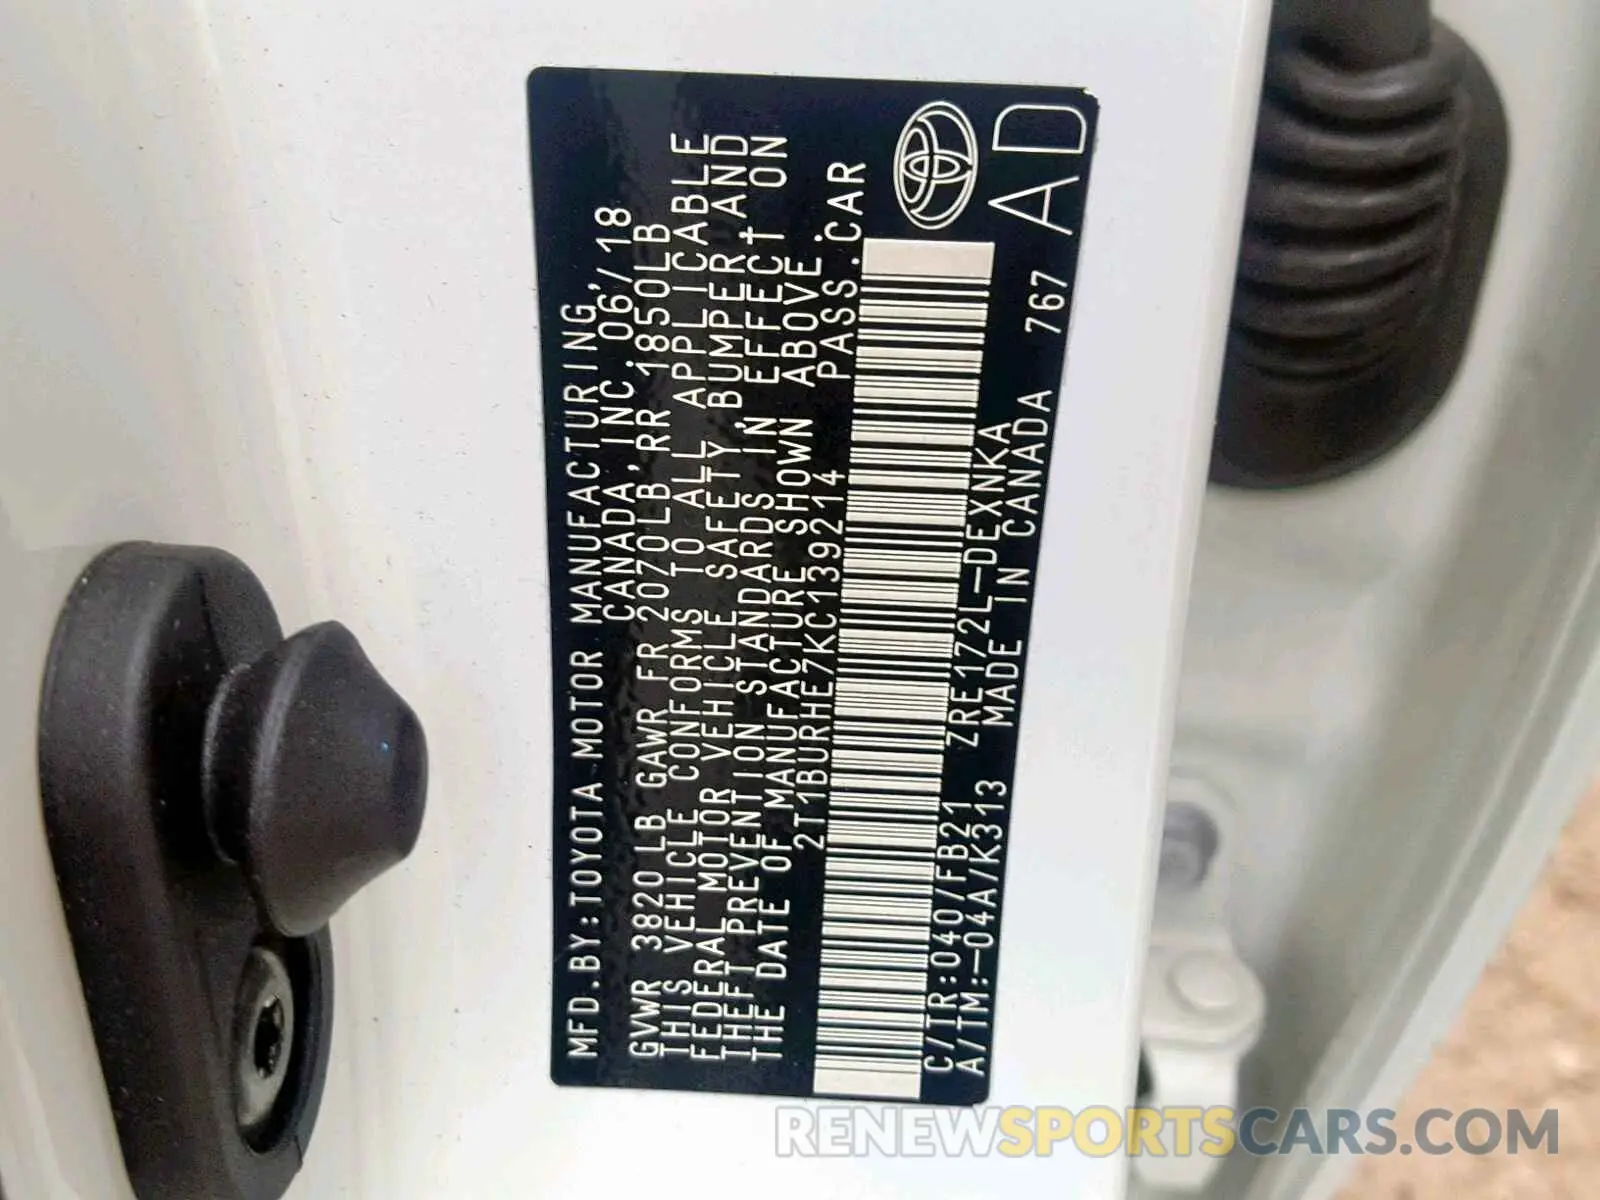 MFD.BY:TOYOTA MOTOR MANUFACTURING,
CANADA,INC.06/18
GVWR 3820LB GAWR FR 2070LB,RR 1850LB
THIS VEHICLE CONFORMS TO ALL APPLICABLE
FEDERAL MOTOR VEHICLE SAFETY,BUMPER,AND
THEFT PREVENTION STANDARDS IN EFFECT ON
THE DATE OF MANUFACTURE SHOWN ABOVE.
2T1BURHE7KC139214 PASS.CAR
C/TR:040/FB21 ZRE172L-DEXNKA
A/TM:-04A/K313 MADE IN CANADA 767 AD
RENEWSPORTSCARS.COM